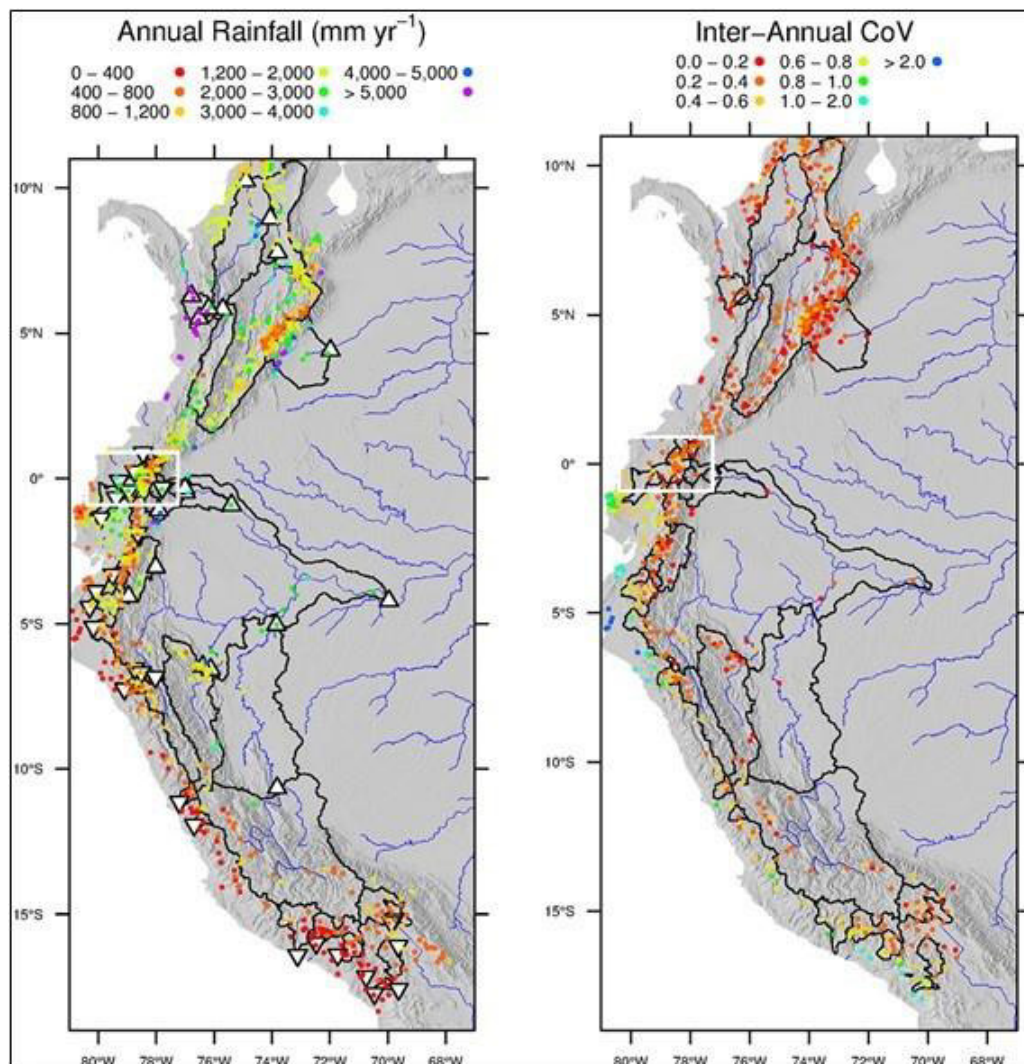 Annual Rainfall (mm yr⁻¹)
0 – 400 1,200 – 2,000 4,000 – 5,000
400 – 800 2,000 – 3,000 > 5,000
800 – 1,200 3,000 – 4,000
Inter–Annual CoV
0.0 – 0.2 0.6 – 0.8 > 2.0
0.2 – 0.4 0.8 – 1.0
0.4 – 0.6 1.0 – 2.0
10°N
5°N
0°
5°S
10°S
15°S
80°W 78°W 76°W 74°W 72°W 70°W 68°W
10°N
5°N
0°
5°S
10°S
15°S
80°W 78°W 76°W 74°W 72°W 70°W 68°W